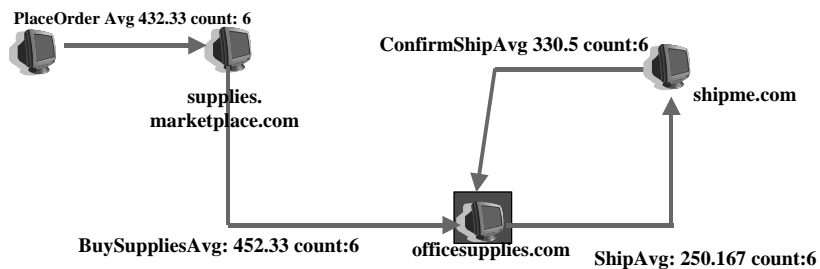 PlaceOrder Avg 432.33 count: 6
ConfirmShipAvg 330.5 count:6
supplies.
marketplace.com
shipme.com
BuySuppliesAvg: 452.33 count:6
officesupplies.com
ShipAvg: 250.167 count:6